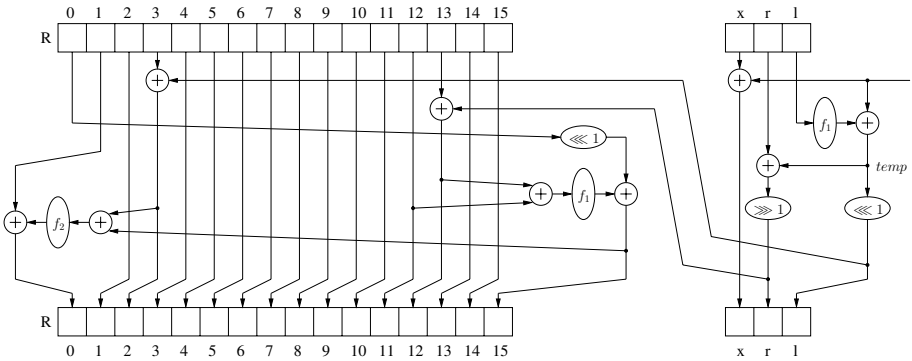 0 1 2 3 4 5 6 7 8 9 10 11 12 13 14 15 x r l
R
+ + +
+
⋘ 1 f₁ +
+ temp
+ f₁ +
+ f₂ + ⋙ 1 ⋘ 1
R
0 1 2 3 4 5 6 7 8 9 10 11 12 13 14 15 x r l